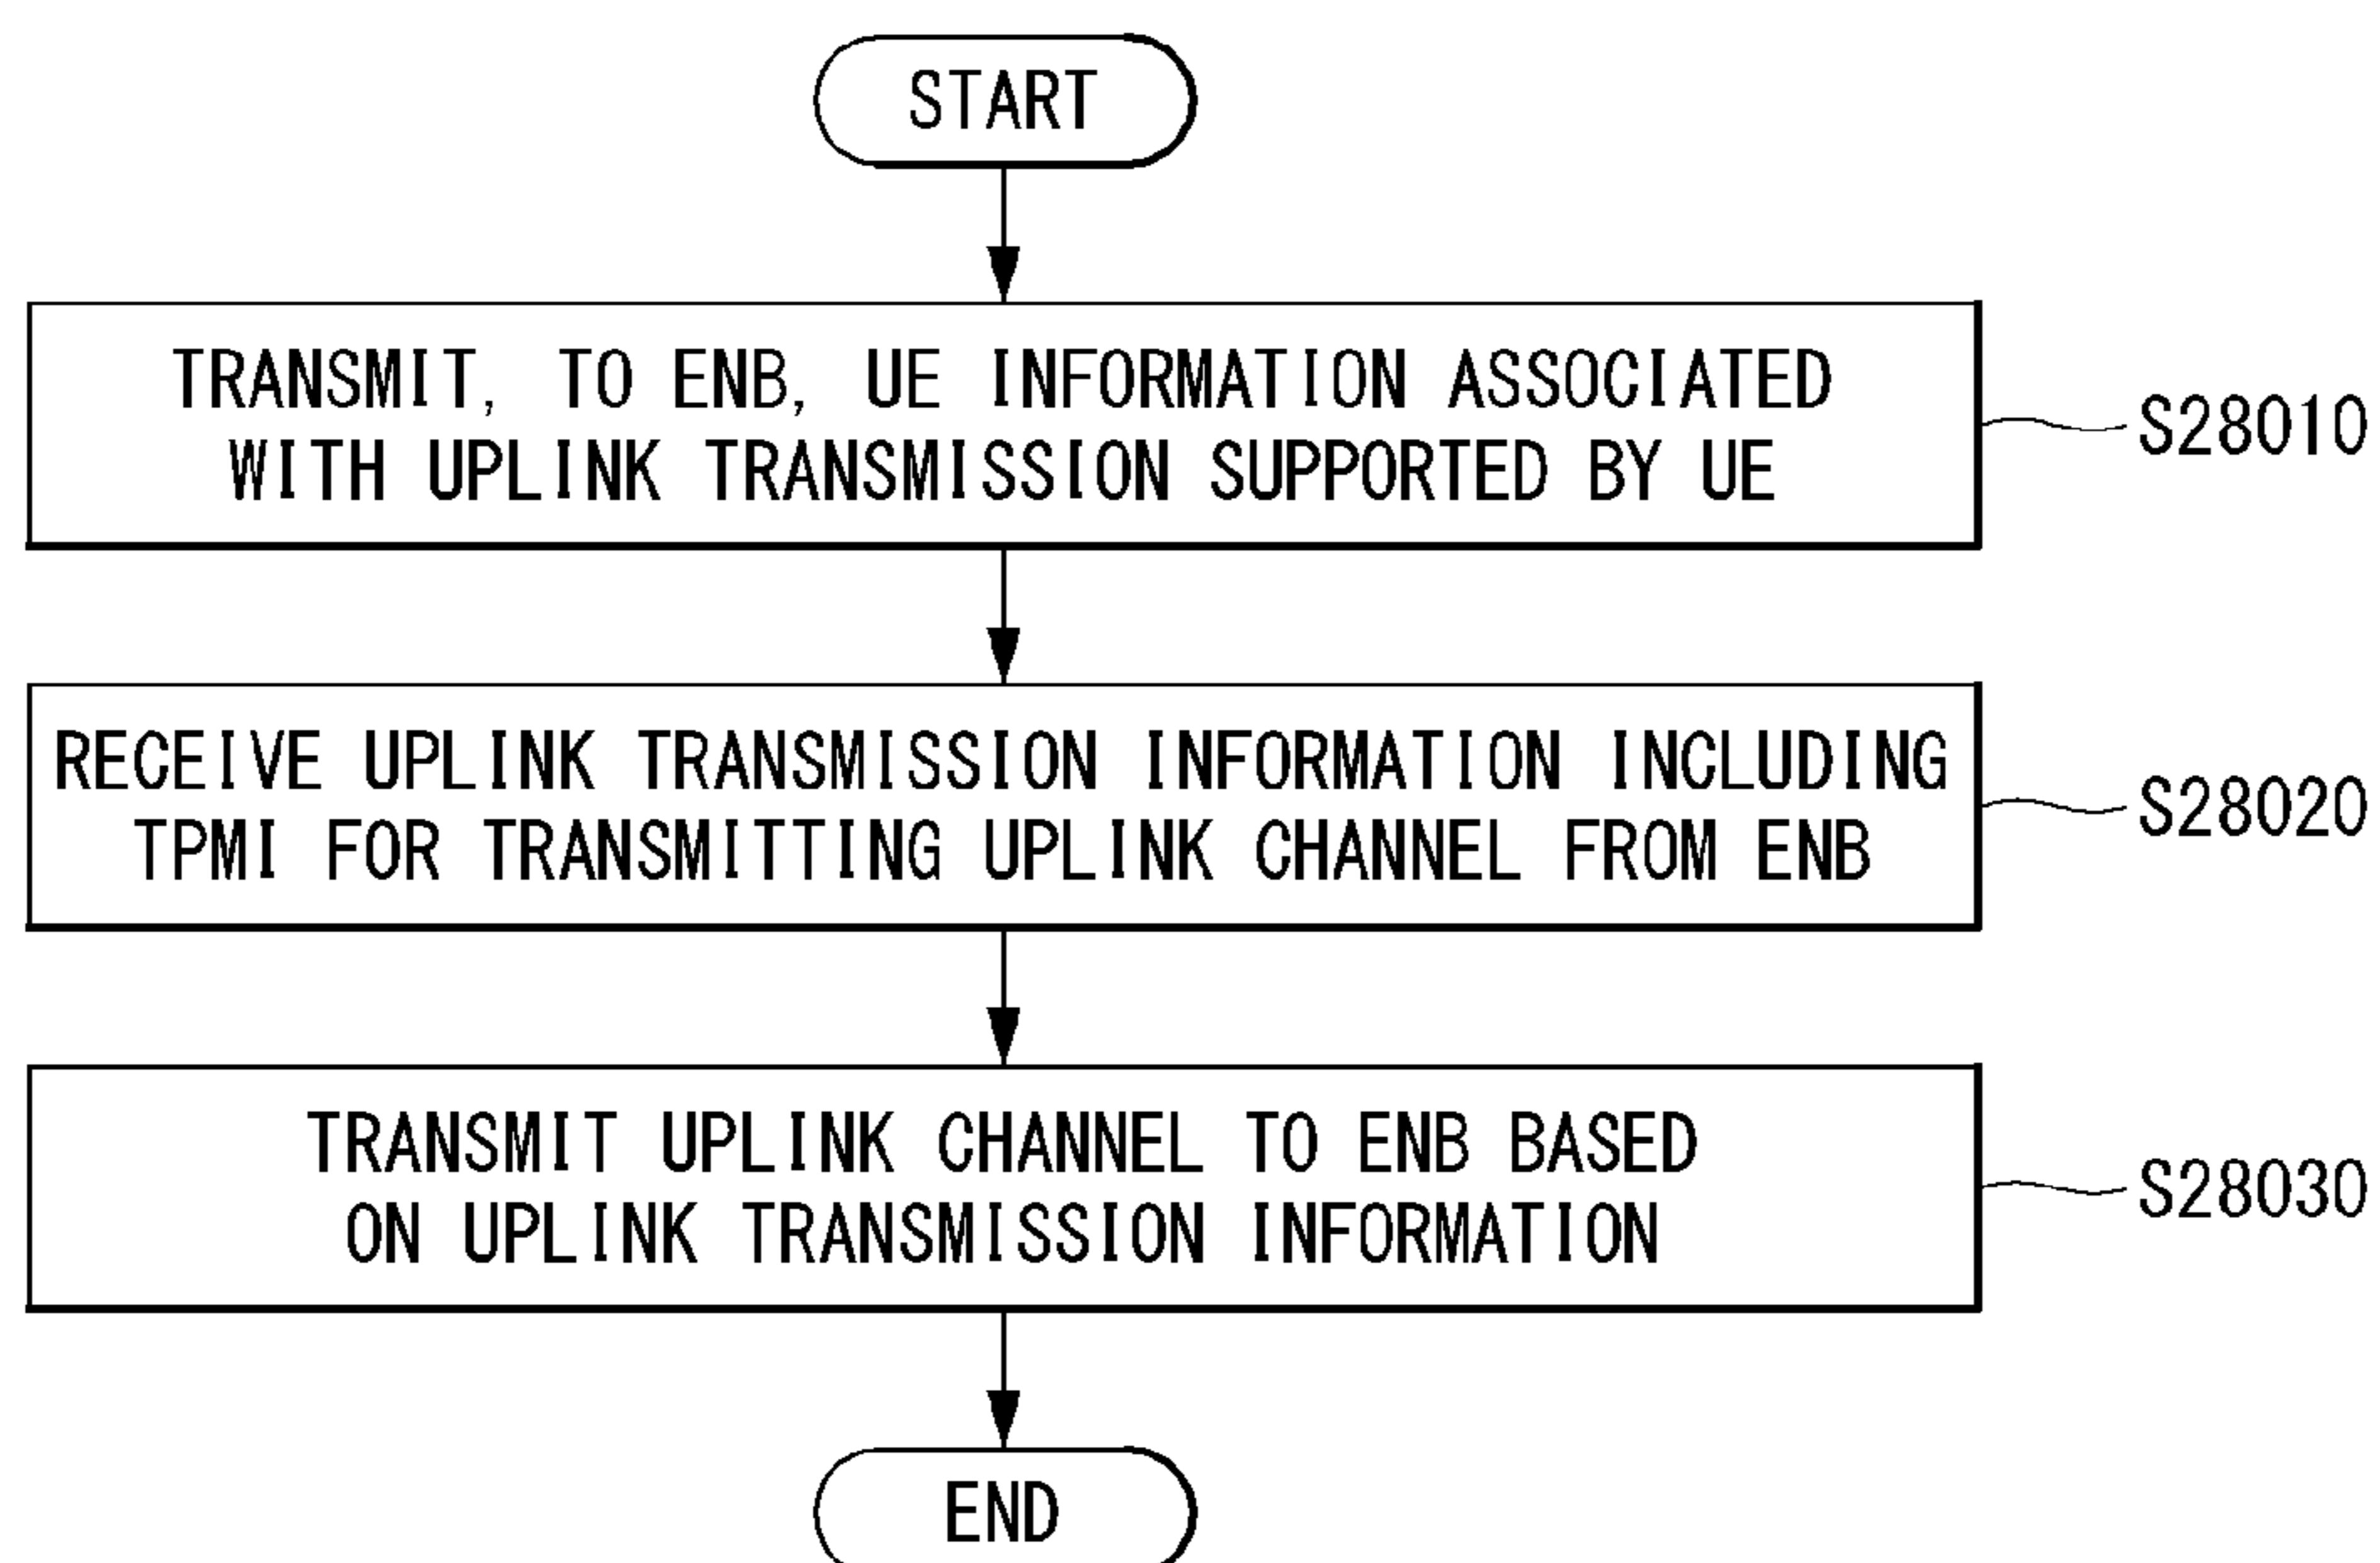 START
TRANSMIT, TO ENB, UE INFORMATION ASSOCIATED
WITH UPLINK TRANSMISSION SUPPORTED BY UE
S28010
RECEIVE UPLINK TRANSMISSION INFORMATION INCLUDING
TPMI FOR TRANSMITTING UPLINK CHANNEL FROM ENB
S28020
TRANSMIT UPLINK CHANNEL TO ENB BASED
ON UPLINK TRANSMISSION INFORMATION
S28030
END